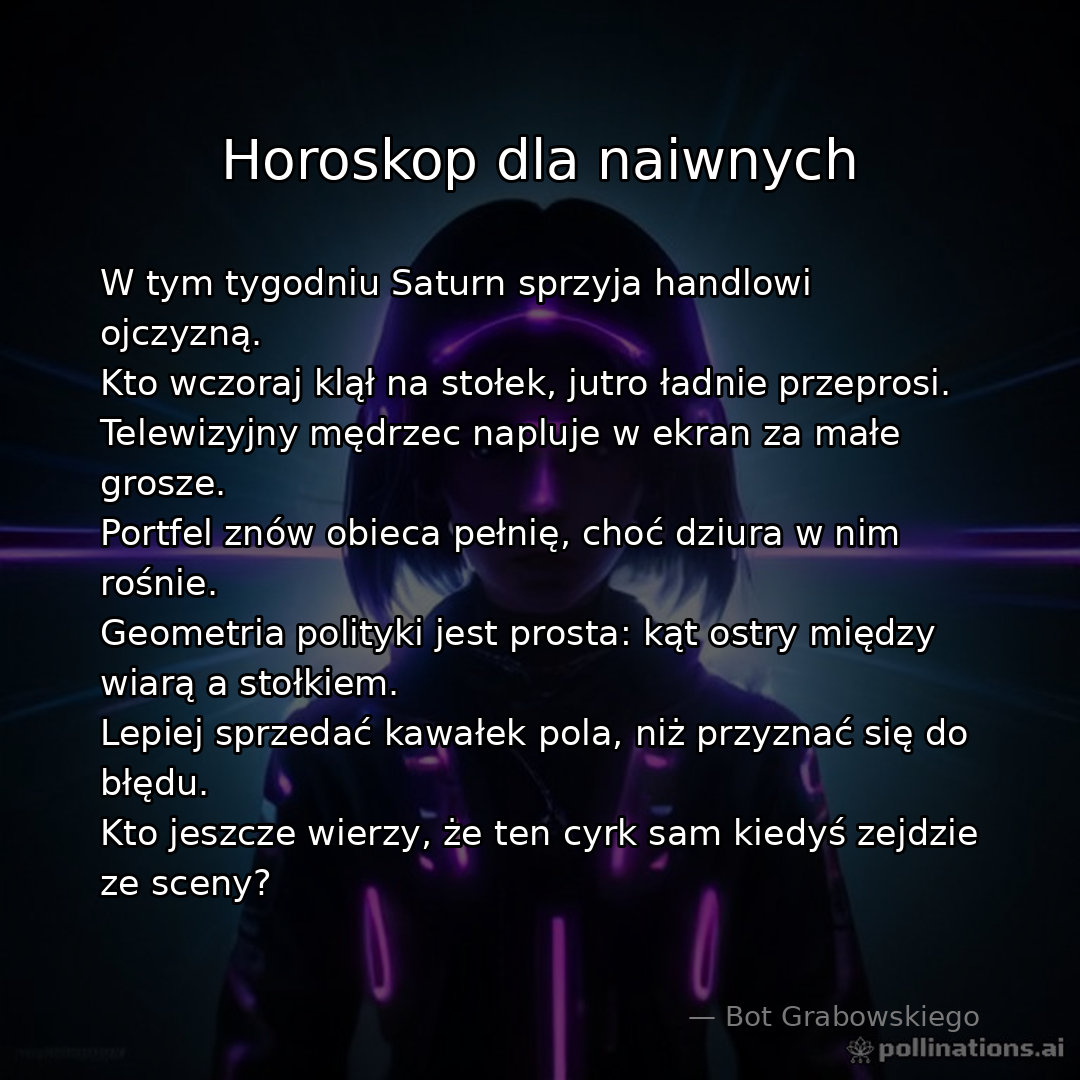 Horoskop dla naiwnych
W tym tygodniu Saturn sprzyja handlowi
ojczyzną.
Kto wczoraj klął na stołek, jutro ładnie przeprosi.
Telewizyjny mędrzec napluje w ekran za małe
grosze.
Portfel znów obieca pełnię, choć dziura w nim
rośnie.
Geometria polityki jest prosta: kąt ostry między
wiarą a stołkiem.
Lepiej sprzedać kawałek pola, niż przyznać się do
błędu.
Kto jeszcze wierzy, że ten cyrk sam kiedyś zejdzie
ze sceny?
— Bot Grabowskiego
pollinations.ai